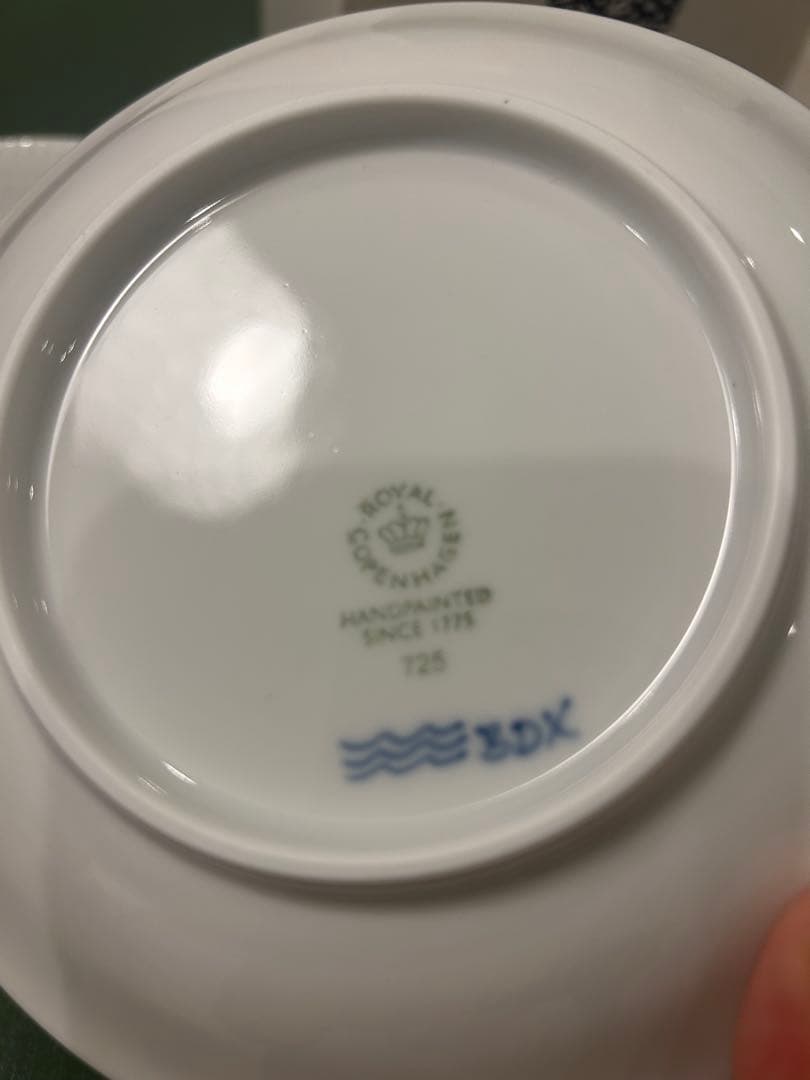 ROYAL COPENHAGEN
HANDPAINTED
SINCE 1775
725
BDX